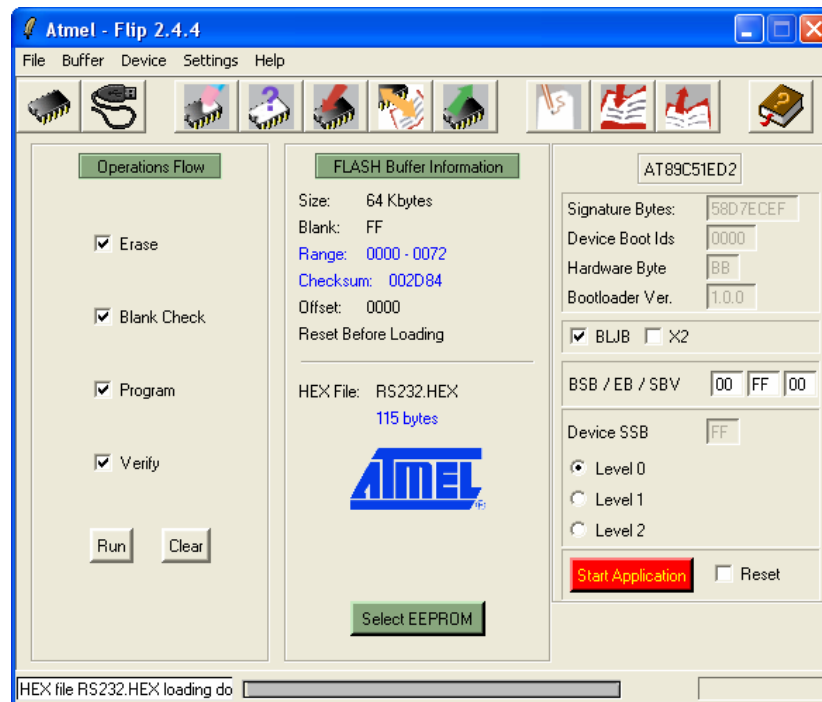 Atmel - Flip 2.4.4
File Buffer Device Settings Help
Operations Flow
Erase
Blank Check
Program
Verify
Run Clear
FLASH Buffer Information
Size: 64 Kbytes
Blank: FF
Range: 0000 - 0072
Checksum: 002D84
Offset: 0000
Reset Before Loading
HEX File: RS232.HEX
115 bytes
ATMEL ®
Select EEPROM
AT89C51ED2
Signature Bytes: 58D7ECEF
Device Boot Ids 0000
Hardware Byte BB
Bootloader Ver. 1.0.0
BLJB X2
BSB / EB / SBV 00 FF 00
Device SSB FF
Level 0
Level 1
Level 2
Start Application Reset
HEX file RS232.HEX loading do